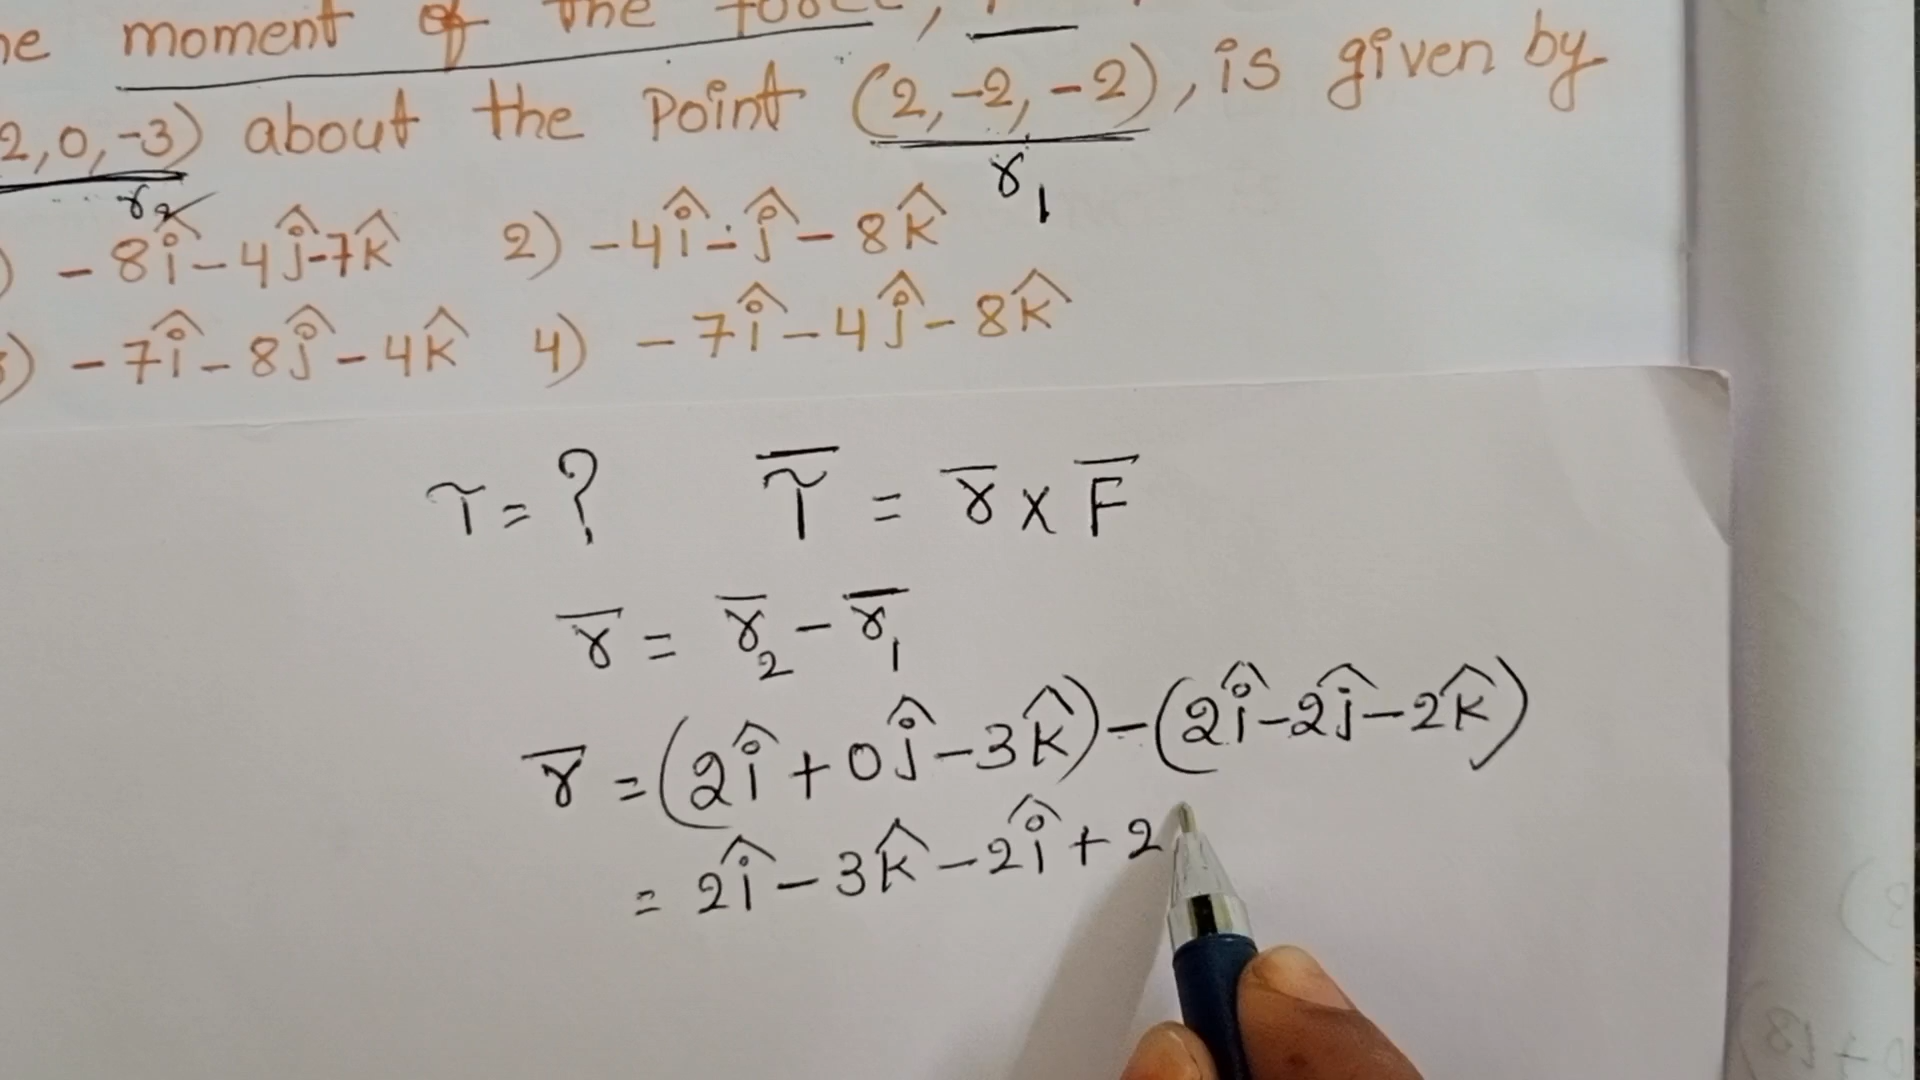 moment of the force,
2,0,-3) about the point (2,-2,-2), is given by
r₂ r₁
-8î-4ĵ-7k̂ 2) -4î-ĵ-8k̂
) -7î-8ĵ-4k̂ 4) -7î-4ĵ-8k̂
τ=? τ̅ = r̅ x F̅
r̅ = r̅₂ - r̅₁
r̅ = (2î+0ĵ-3k̂)-(2î-2ĵ-2k̂)
= 2î-3k̂-2î+2